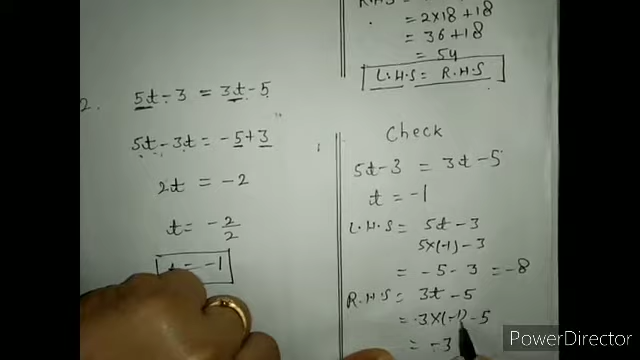 R.H.S =
= 2x18 + 18
= 36 + 18
= 54
L.H.S = R.H.S
2. 5t - 3 = 3t - 5
5t - 3t = -5 + 3
2t = -2
t = -2/2
t = -1
Check
5t - 3 = 3t - 5
t = -1
L.H.S = 5t - 3
5x(-1) - 3
= -5 - 3 = -8
R.H.S = 3t - 5
= 3x(-1) - 5
= -3
PowerDirector